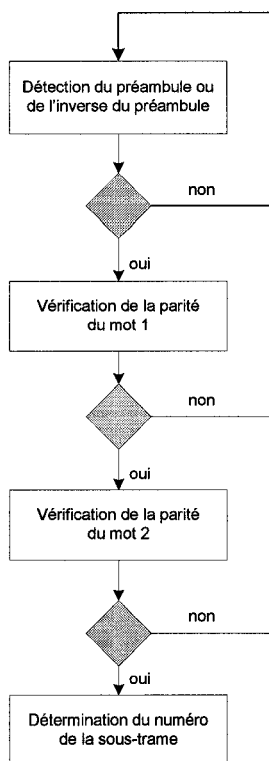 Détection du préambule ou
de l'inverse du préambule
non
oui
Vérification de la parité
du mot 1
non
oui
Vérification de la parité
du mot 2
non
oui
Détermination du numéro
de la sous-trame